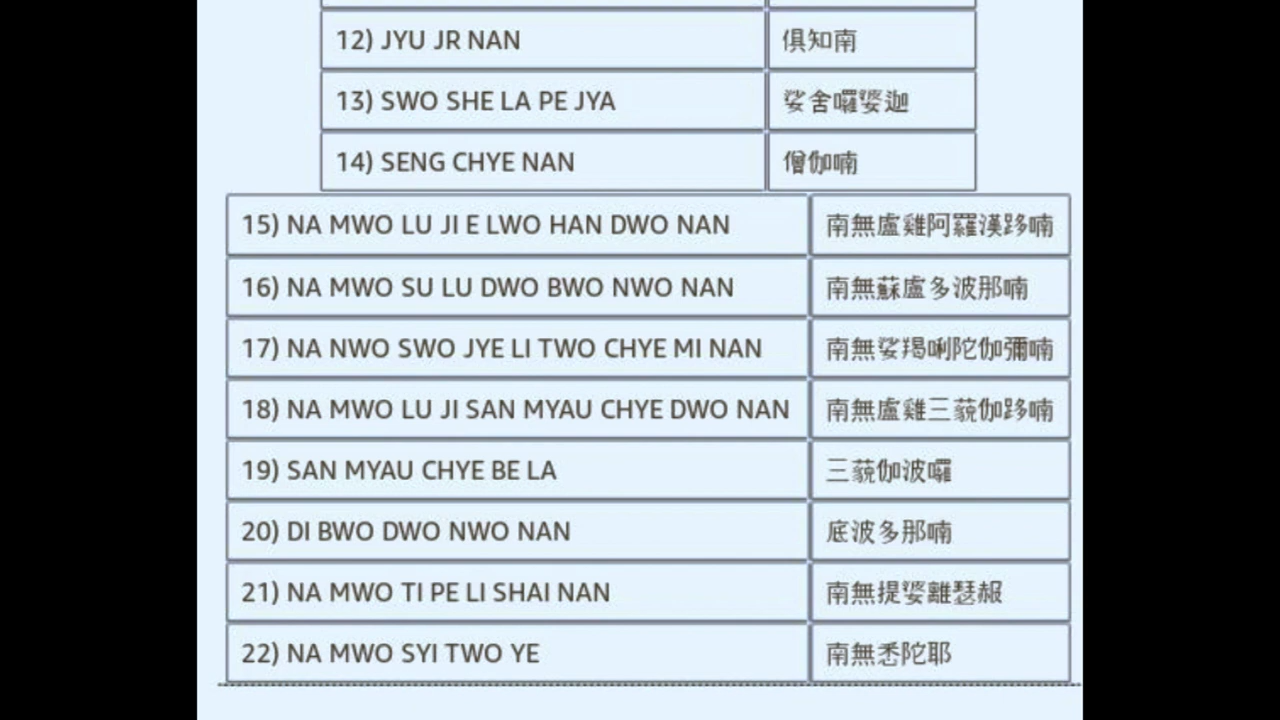 12) JYU JR NAN 俱知南
13) SWO SHE LA PE JYA 娑舍囉婆迦
14) SENG CHYE NAN 僧伽喃
15) NA MWO LU JI E LWO HAN DWO NAN 南無盧雞阿羅漢跢喃
16) NA MWO SU LU DWO BWO NWO NAN 南無蘇盧多波那喃
17) NA NWO SWO JYE LI TWO CHYE MI NAN 南無娑羯唎陀伽彌喃
18) NA MWO LU JI SAN MYAU CHYE DWO NAN 南無盧雞三藐伽跢喃
19) SAN MYAU CHYE BE LA 三藐伽波囉
20) DI BWO DWO NWO NAN 底波多那喃
21) NA MWO TI PE LI SHAI NAN 南無提婆離瑟赧
22) NA MWO SYI TWO YE 南無悉陀耶